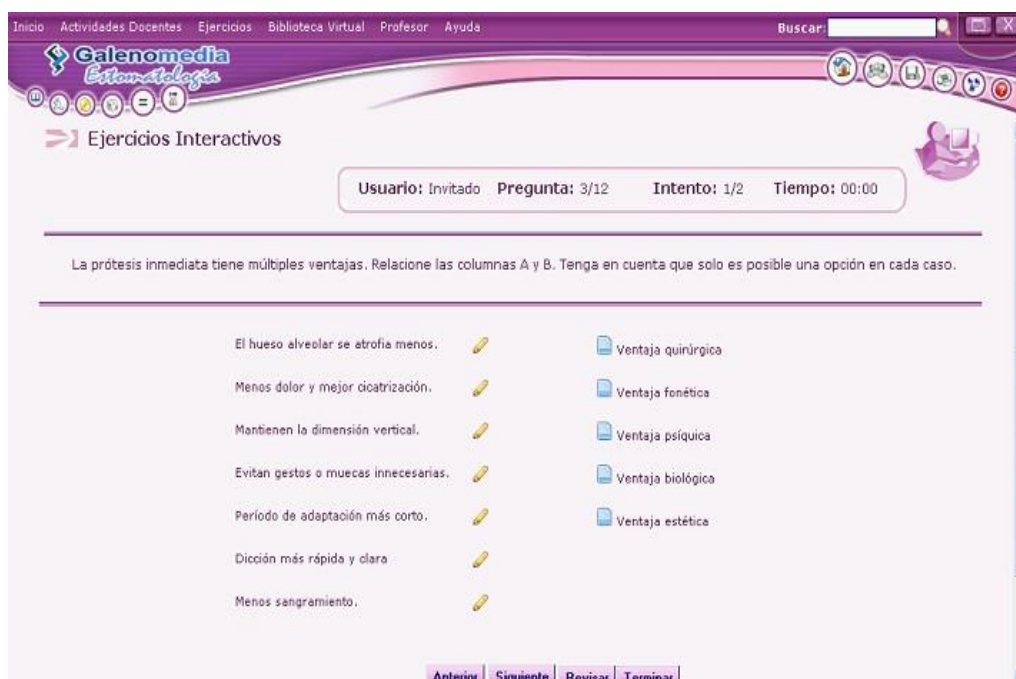 Inicio Actividades Docentes Ejercicios Biblioteca Virtual Profesor Ayuda Buscar:
Galenomedia
Estomatología
Ejercicios Interactivos
Usuario: Invitado Pregunta: 3/12 Intento: 1/2 Tiempo: 00:00
La prótesis inmediata tiene múltiples ventajas. Relacione las columnas A y B. Tenga en cuenta que solo es posible una opción en cada caso.
El hueso alveolar se atrofia menos. Ventaja quirúrgica
Menos dolor y mejor cicatrización. Ventaja fonética
Mantienen la dimensión vertical. Ventaja psíquica
Evitan gestos o muecas innecesarias. Ventaja biológica
Período de adaptación más corto. Ventaja estética
Dicción más rápida y clara
Menos sangramiento.
Anterior Siguiente Revisar Terminar